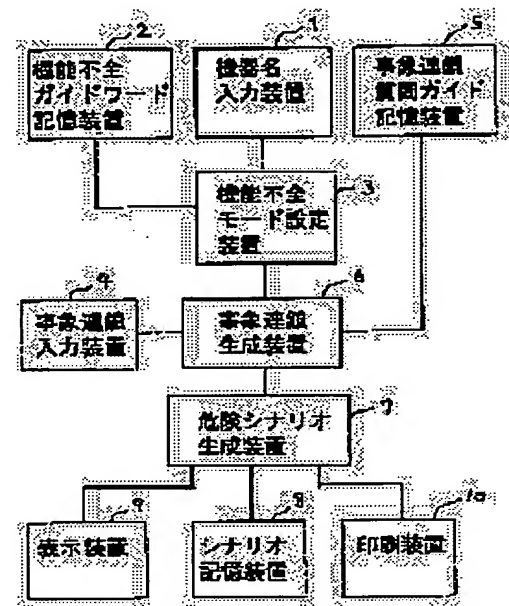 2
機能不全
ガイドワード
記憶装置
1
機器名
入力装置
5
事象連鎖
質問ガイド
記憶装置
3
機能不全
モード設定
装置
4
事象連鎖
入力装置
6
事象連鎖
生成装置
7
危険シナリオ
生成装置
9
表示装置
8
シナリオ
記憶装置
10
印刷装置